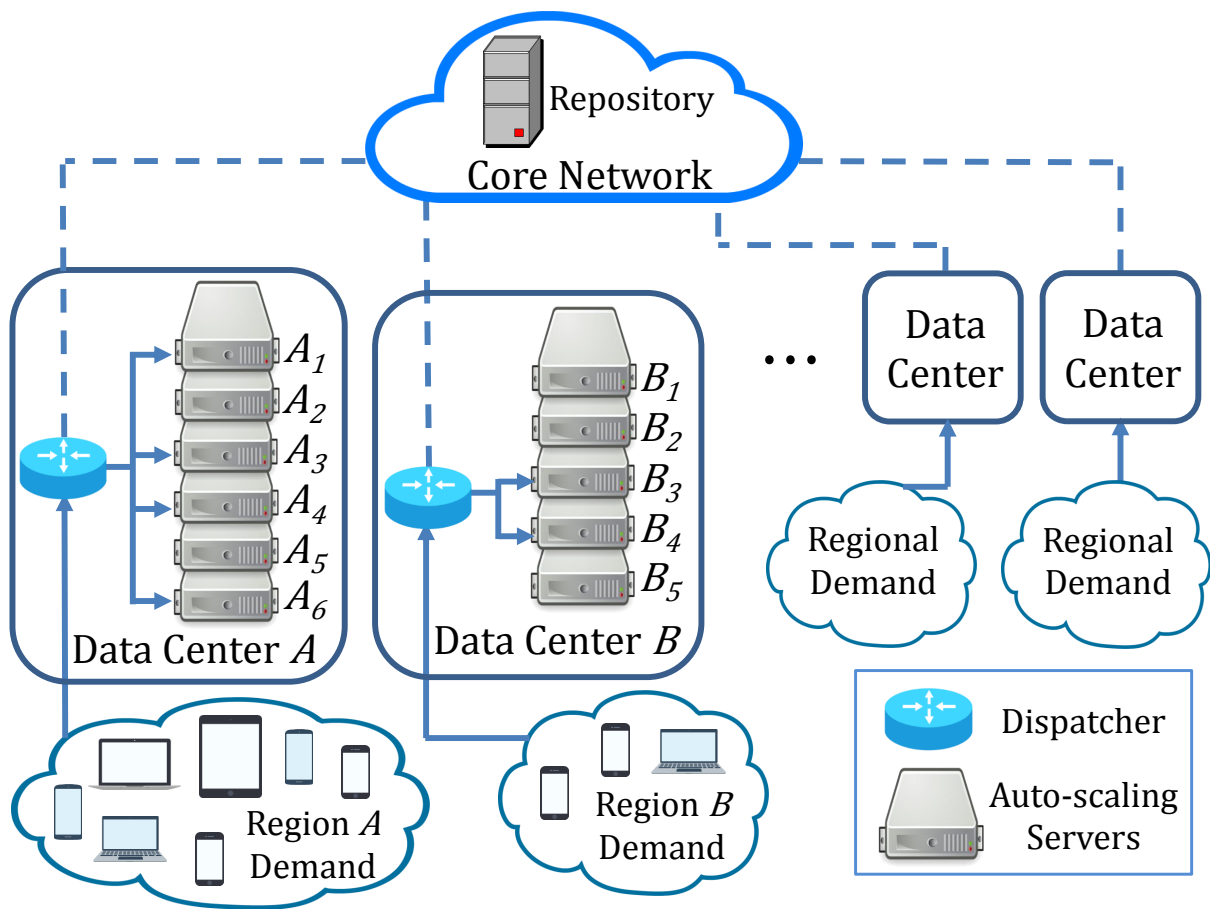 Repository
Core Network
A1
A2
A3
A4
A5
A6
Data Center A
B1
B2
B3
B4
B5
Data Center B
...
Data
Center
Data
Center
Regional
Demand
Regional
Demand
Region A
Demand
Region B
Demand
Dispatcher
Auto-scaling
Servers